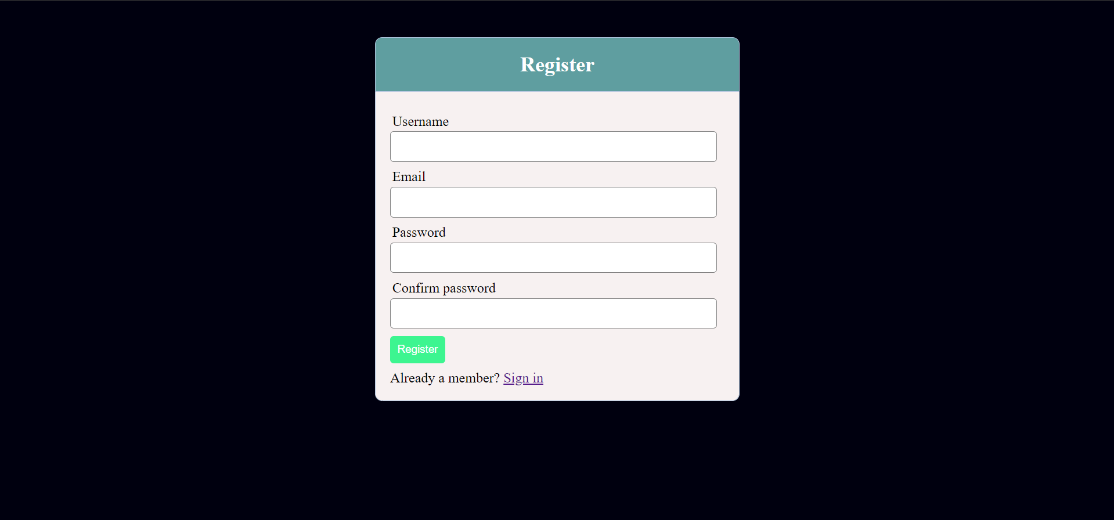 Register
Username
Email
Password
Confirm password
Register
Already a member? Sign in